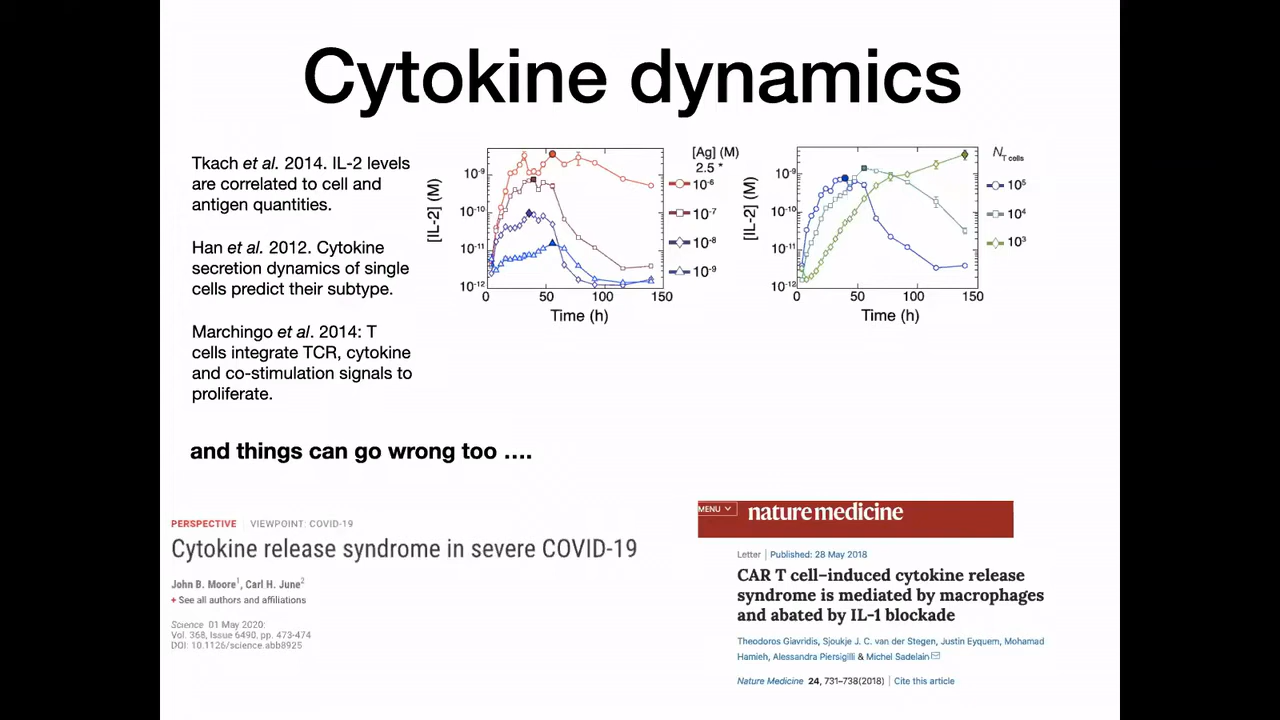 Cytokine dynamics
Tkach et al. 2014. IL-2 levels
are correlated to cell and
antigen quantities.
Han et al. 2012. Cytokine
secretion dynamics of single
cells predict their subtype.
Marchingo et al. 2014: T
cells integrate TCR, cytokine
and co-stimulation signals to
proliferate.
[IL-2] (M)
10-9
10-10
10-11
10-12
0 50 100 150
Time (h)
[Ag] (M)
2.5 *
10-6
10-7
10-8
10-9
[IL-2] (M)
10-9
10-10
10-11
10-12
0 50 100 150
Time (h)
NT cells
105
104
103
and things can go wrong too ….
PERSPECTIVE VIEWPOINT: COVID-19
Cytokine release syndrome in severe COVID-19
John B. Moore1, Carl H. June2
+ See all authors and affiliations
Science 01 May 2020:
Vol. 368, Issue 6490, pp. 473-474
DOI: 10.1126/science.abb8925
MENU nature medicine
Letter | Published: 28 May 2018
CAR T cell–induced cytokine release
syndrome is mediated by macrophages
and abated by IL-1 blockade
Theodoros Giavridis, Sjoukje J. C. van der Stegen, Justin Eyquem, Mohamad
Hamieh, Alessandra Piersigilli & Michel Sadelain
Nature Medicine 24, 731–738(2018) | Cite this article